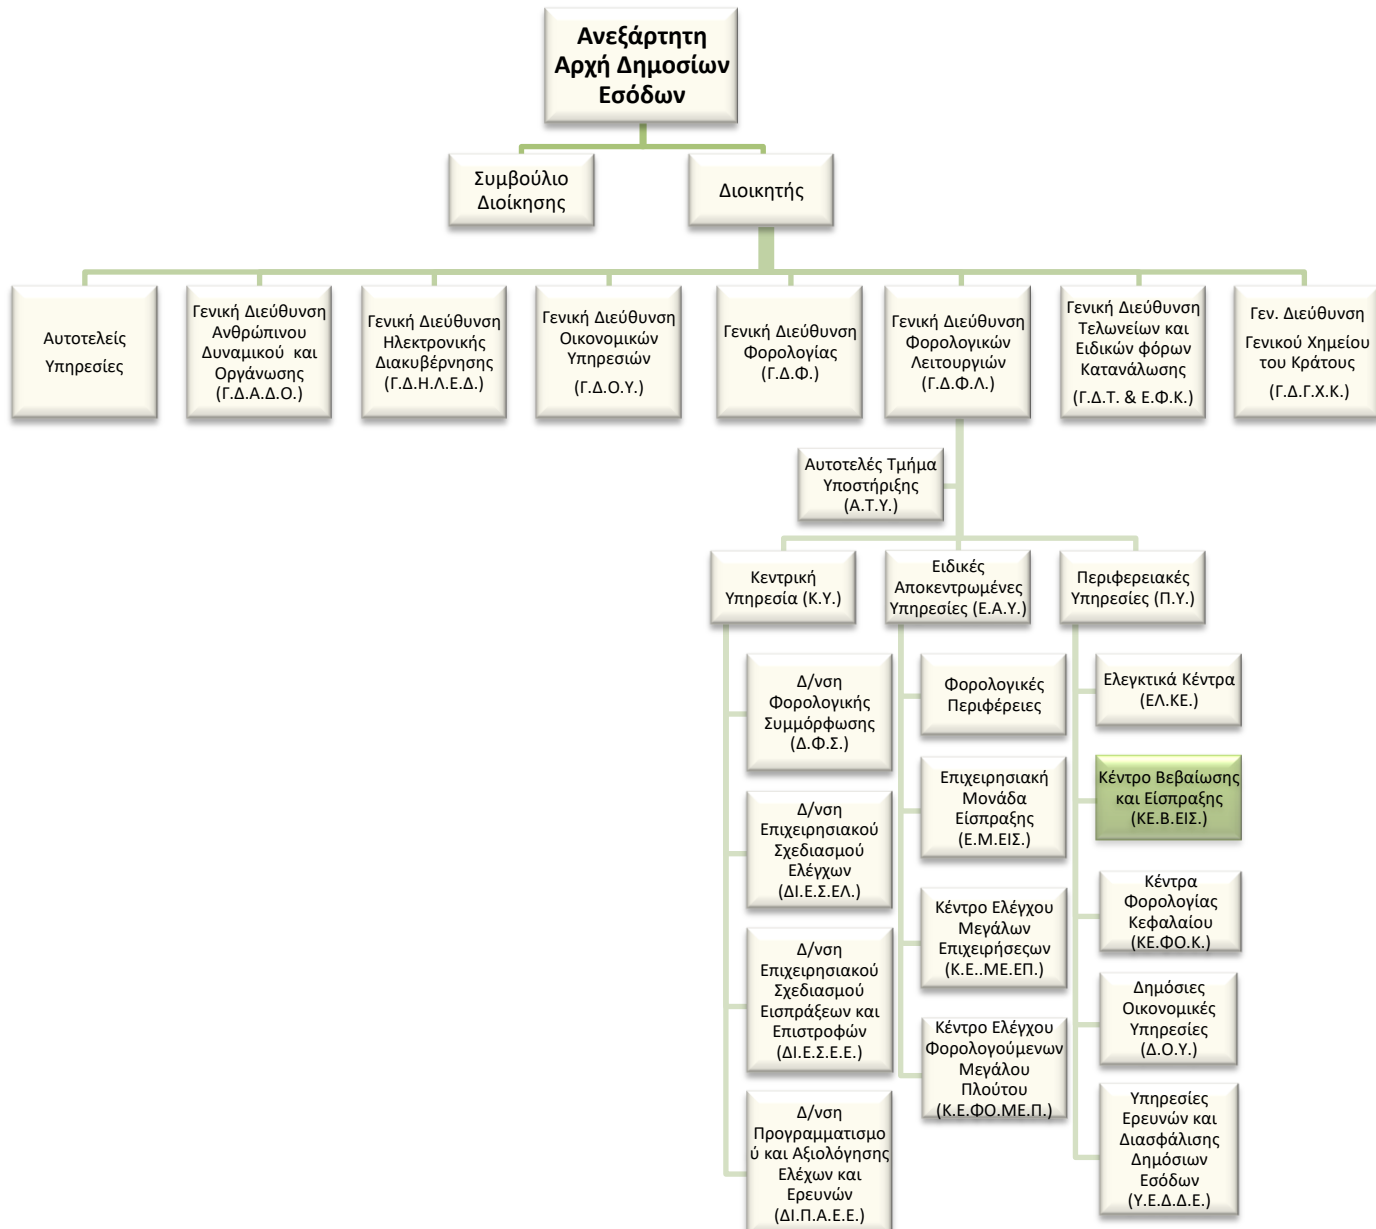 Ανεξάρτητη
Αρχή Δημοσίων
Εσόδων
Συμβούλιο
Διοίκησης
Διοικητής
Αυτοτελείς
Υπηρεσίες
Γενική Διεύθυνση
Ανθρώπινου
Δυναμικού και
Οργάνωσης
(Γ.Δ.Α.Δ.Ο.)
Γενική Διεύθυνση
Ηλεκτρονικής
Διακυβέρνησης
(Γ.Δ.Η.Λ.Ε.Δ.)
Γενική Διεύθυνση
Οικονομικών
Υπηρεσιών
(Γ.Δ.Ο.Υ.)
Γενική Διεύθυνση
Φορολογίας
(Γ.Δ.Φ.)
Γενική Διεύθυνση
Φορολογικών
Λειτουργιών
(Γ.Δ.Φ.Λ.)
Γενική Διεύθυνση
Τελωνείων και
Ειδικών φόρων
Κατανάλωσης
(Γ.Δ.Τ. & Ε.Φ.Κ.)
Γεν. Διεύθυνση
Γενικού Χημείου
του Κράτους
(Γ.Δ.Γ.Χ.Κ.)
Αυτοτελές Τμήμα
Υποστήριξης
(Α.Τ.Υ.)
Κεντρική
Υπηρεσία (Κ.Υ.)
Ειδικές
Αποκεντρωμένες
Υπηρεσίες (Ε.Α.Υ.)
Περιφερειακές
Υπηρεσίες (Π.Υ.)
Δ/νση
Φορολογικής
Συμμόρφωσης
(Δ.Φ.Σ.)
Δ/νση
Επιχειρησιακού
Σχεδιασμού
Ελέγχων
(ΔΙ.Ε.Σ.ΕΛ.)
Δ/νση
Επιχειρησιακού
Σχεδιασμού
Εισπράξεων και
Επιστροφών
(ΔΙ.Ε.Σ.Ε.Ε.)
Δ/νση
Προγραμματισμο
ύ και Αξιολόγησης
Ελέχων και
Ερευνών
(ΔΙ.Π.Α.Ε.Ε.)
Φορολογικές
Περιφέρειες
Επιχειρησιακή
Μονάδα
Είσπραξης
(Ε.Μ.ΕΙΣ.)
Κέντρο Ελέγχου
Μεγάλων
Επιχειρήσεςων
(Κ.Ε..ΜΕ.ΕΠ.)
Κέντρο Ελέγχου
Φορολογούμενων
Μεγάλου
Πλούτου
(Κ.Ε.ΦΟ.ΜΕ.Π.)
Ελεγκτικά Κέντρα
(ΕΛ.ΚΕ.)
Κέντρο Βεβαίωσης
και Είσπραξης
(ΚΕ.Β.ΕΙΣ.)
Κέντρα
Φορολογίας
Κεφαλαίου
(ΚΕ.ΦΟ.Κ.)
Δημόσιες
Οικονομικές
Υπηρεσίες
(Δ.Ο.Υ.)
Υπηρεσίες
Ερευνών και
Διασφάλισης
Δημόσιων
Εσόδων
(Υ.Ε.Δ.Δ.Ε.)